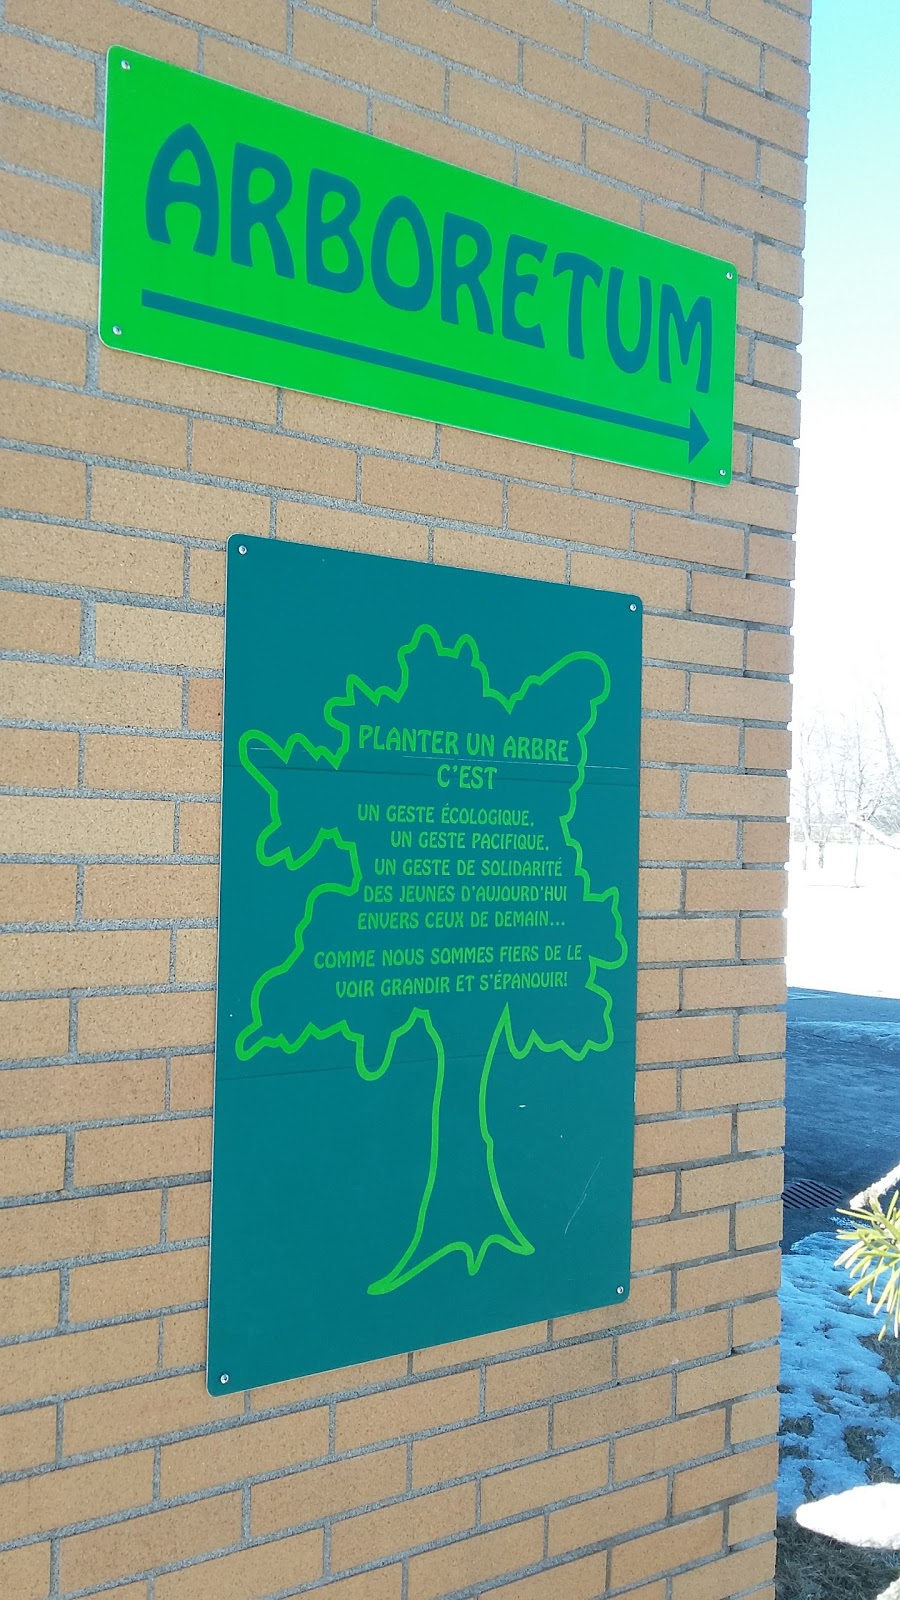 ARBORETUM
PLANTER UN ARBRE
C'EST
UN GESTE ÉCOLOGIQUE,
UN GESTE PACIFIQUE,
UN GESTE DE SOLIDARITÉ
DES JEUNES D'AUJOURD'HUI
ENVERS CEUX DE DEMAIN...
COMME NOUS SOMMES FIERS DE LE
VOIR GRANDIR ET S'ÉPANOUIR!